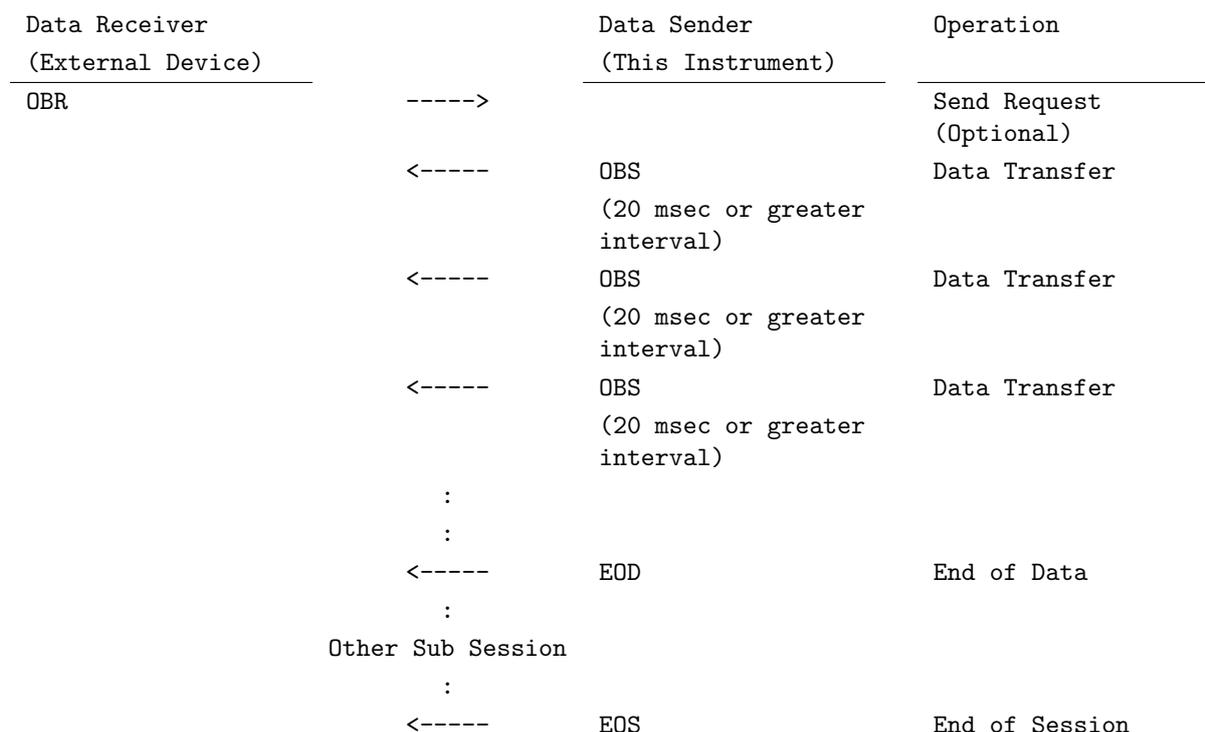 Data Receiver Data Sender Operation
(External Device) (This Instrument)
OBR -----> Send Request
(Optional)
<----- OBS Data Transfer
(20 msec or greater
interval)
<----- OBS Data Transfer
(20 msec or greater
interval)
<----- OBS Data Transfer
(20 msec or greater
interval)
:
:
<----- EOD End of Data
:
Other Sub Session
:
<----- EOS End of Session